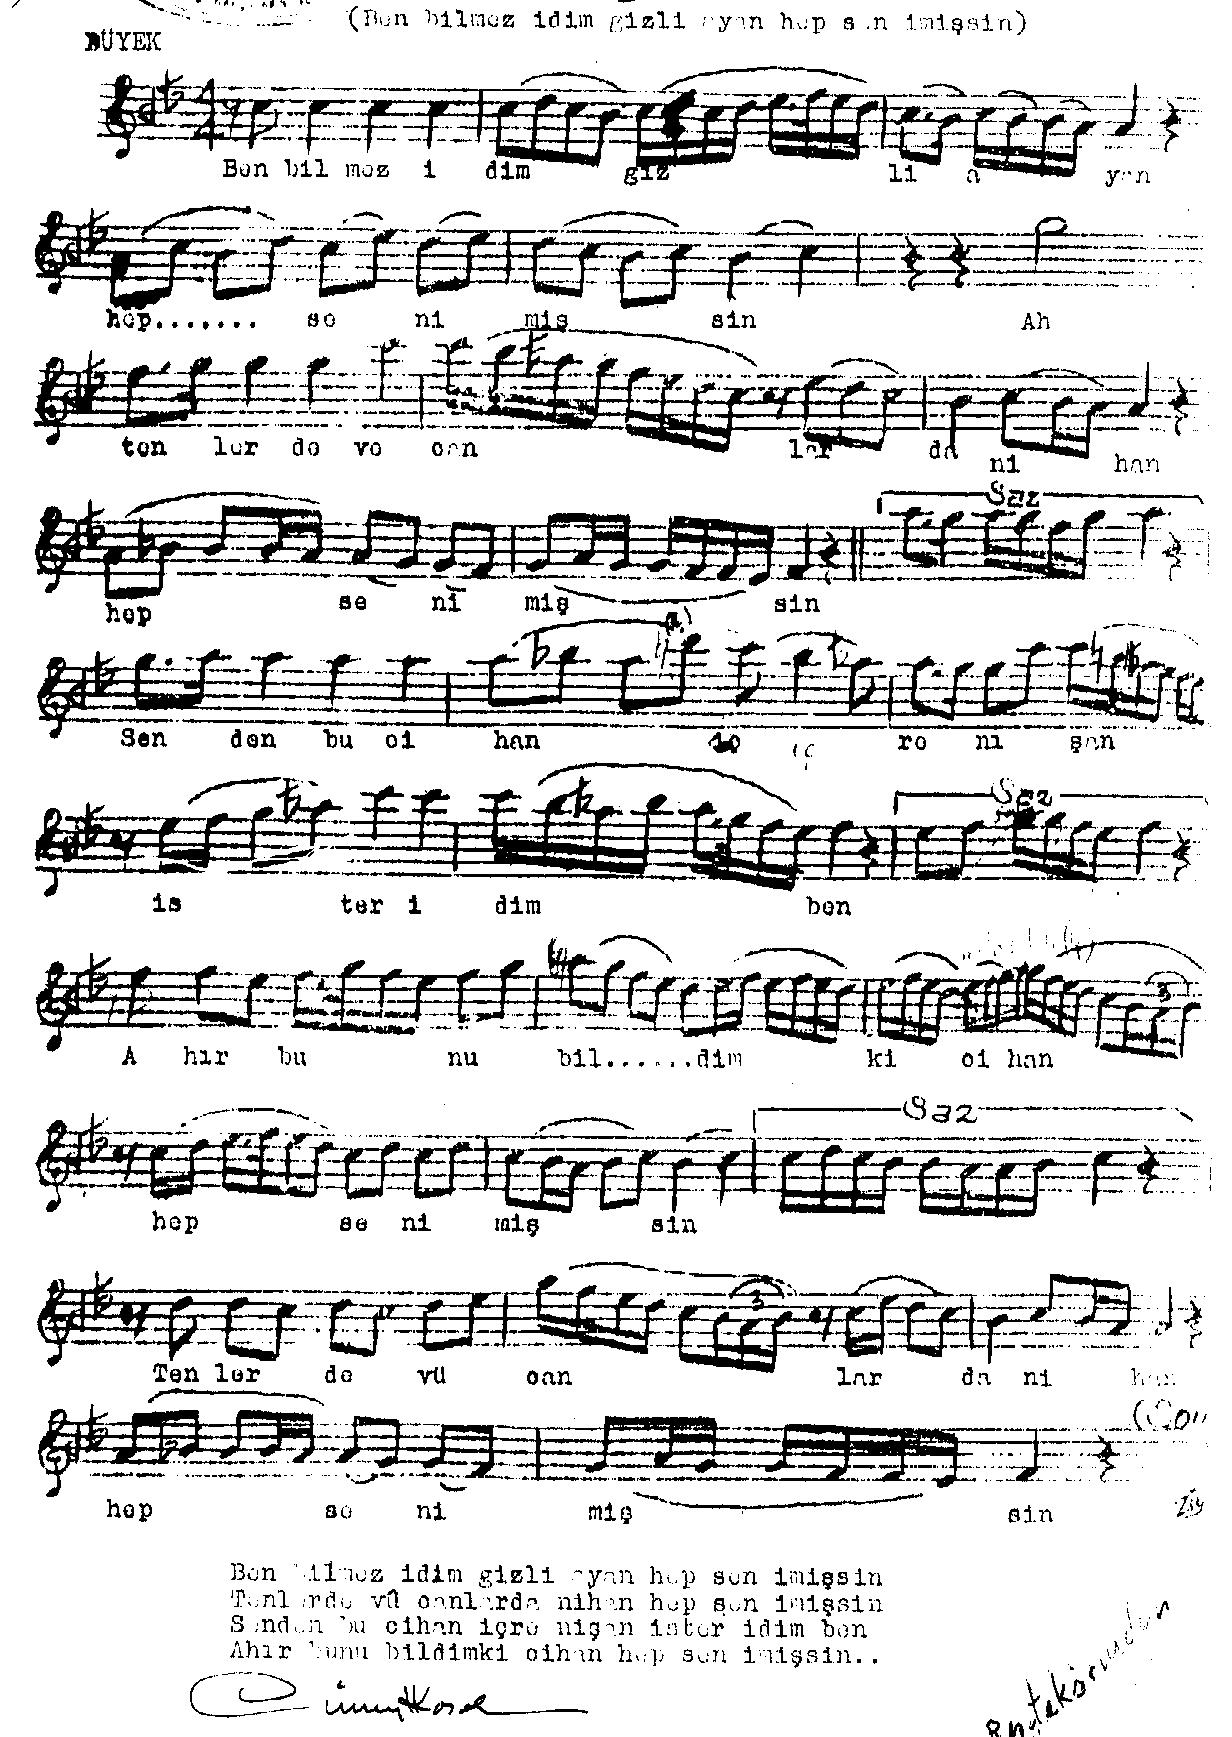 (Ben bilmez idim gizli ayan hep sen imişsin)
DÜYEK
Ben bil mez i dim giz li a yan
hep....... se ni miş sin Ah
ten ler de ve can lar da ni han
Saz
hep se ni miş sin
Sen den bu ci han iç re ni şan
Saz
is ter i dim ben
A hır bu nu bil......dim ki ci han
3
Saz
hep se ni miş sin
3
Ten ler de vü can lar da ni han
hep se ni miş sin
Ben bilmez idim gizli ayan hep sen imişsin
Tenlerde vü canlarda nihan hep sen imişsin
Senden bu cihan içre nişan ister idim ben
Ahır bunu bildimki cihan hep sen imişsin..